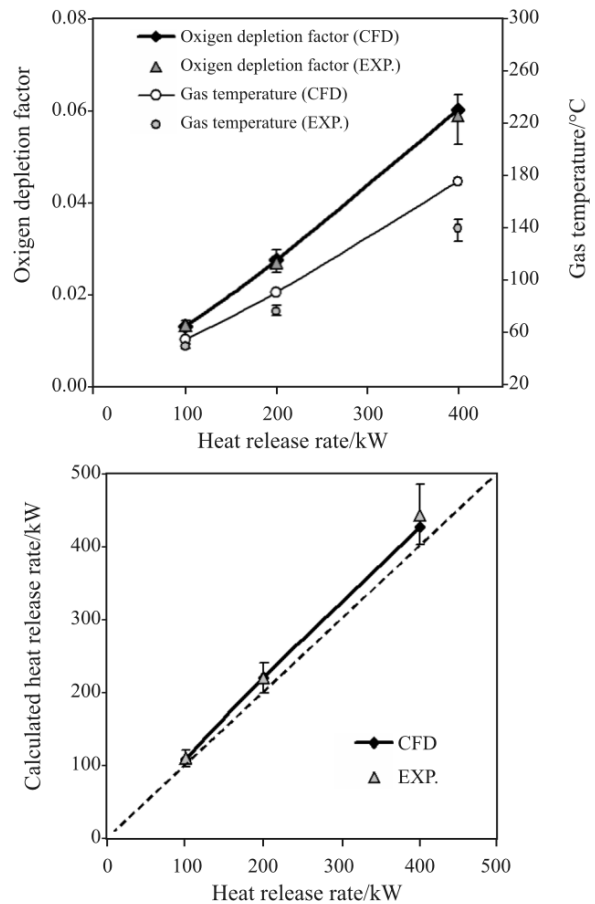 0.08
0.06
0.04
0.02
0.00
Oxigen depletion factor
Oxigen depletion factor (CFD)
Oxigen depletion factor (EXP.)
Gas temperature (CFD)
Gas temperature (EXP.)
300
260
220
180
140
100
60
20
Gas temperature/°C
0 100 200 300 400
Heat release rate/kW
500
400
300
200
100
0
Calculated heat release rate/kW
CFD
EXP.
0 100 200 300 400 500
Heat release rate/kW